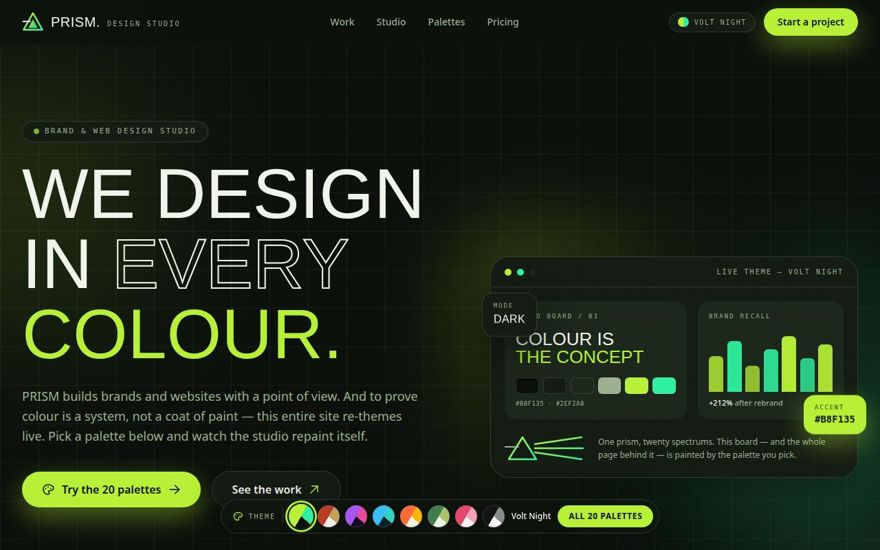 PRISM. DESIGN STUDIO
Work Studio Palettes Pricing
VOLT NIGHT
Start a project
BRAND & WEB DESIGN STUDIO
WE DESIGN
IN EVERY
COLOUR.
PRISM builds brands and websites with a point of view. And to prove
colour is a system, not a coat of paint — this entire site re-themes
live. Pick a palette below and watch the studio repaint itself.
Try the 20 palettes →
See the work ↗
LIVE THEME — VOLT NIGHT
MODE
DARK
D BOARD / 01
COLOUR IS
THE CONCEPT
#B8F135 · #2EF2A0
BRAND RECALL
+212% after rebrand
ACCENT
#B8F135
One prism, twenty spectrums. This board — and the whole
page behind it — is painted by the palette you pick.
THEME
Volt Night
ALL 20 PALETTES